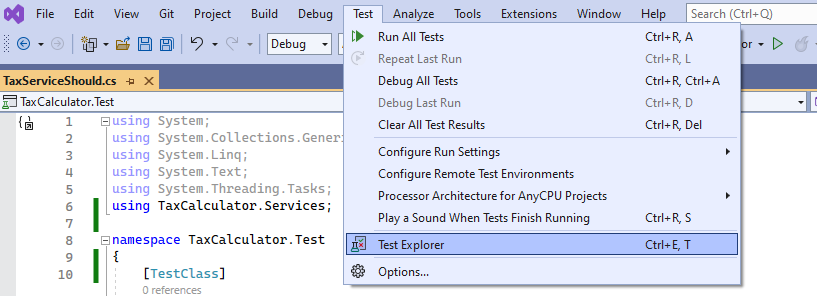 File Edit View Git Project Build Debug Test Analyze Tools Extensions Window Help Search (Ctrl+Q)
Debug
TaxServiceShould.cs
TaxCalculator.Test
Run All Tests Ctrl+R, A
Repeat Last Run Ctrl+R, L
Debug All Tests Ctrl+R, Ctrl+A
Debug Last Run Ctrl+R, D
Clear All Test Results Ctrl+R, Del
Configure Run Settings
Configure Remote Test Environments
Processor Architecture for AnyCPU Projects
Play a Sound When Tests Finish Running Ctrl+R, S
Test Explorer Ctrl+E, T
Options...
1 using System;
2 using System.Collections.Generi
3 using System.Linq;
4 using System.Text;
5 using System.Threading.Tasks;
6 using TaxCalculator.Services;
7
8 namespace TaxCalculator.Test
9 {
10 [TestClass]
0 references